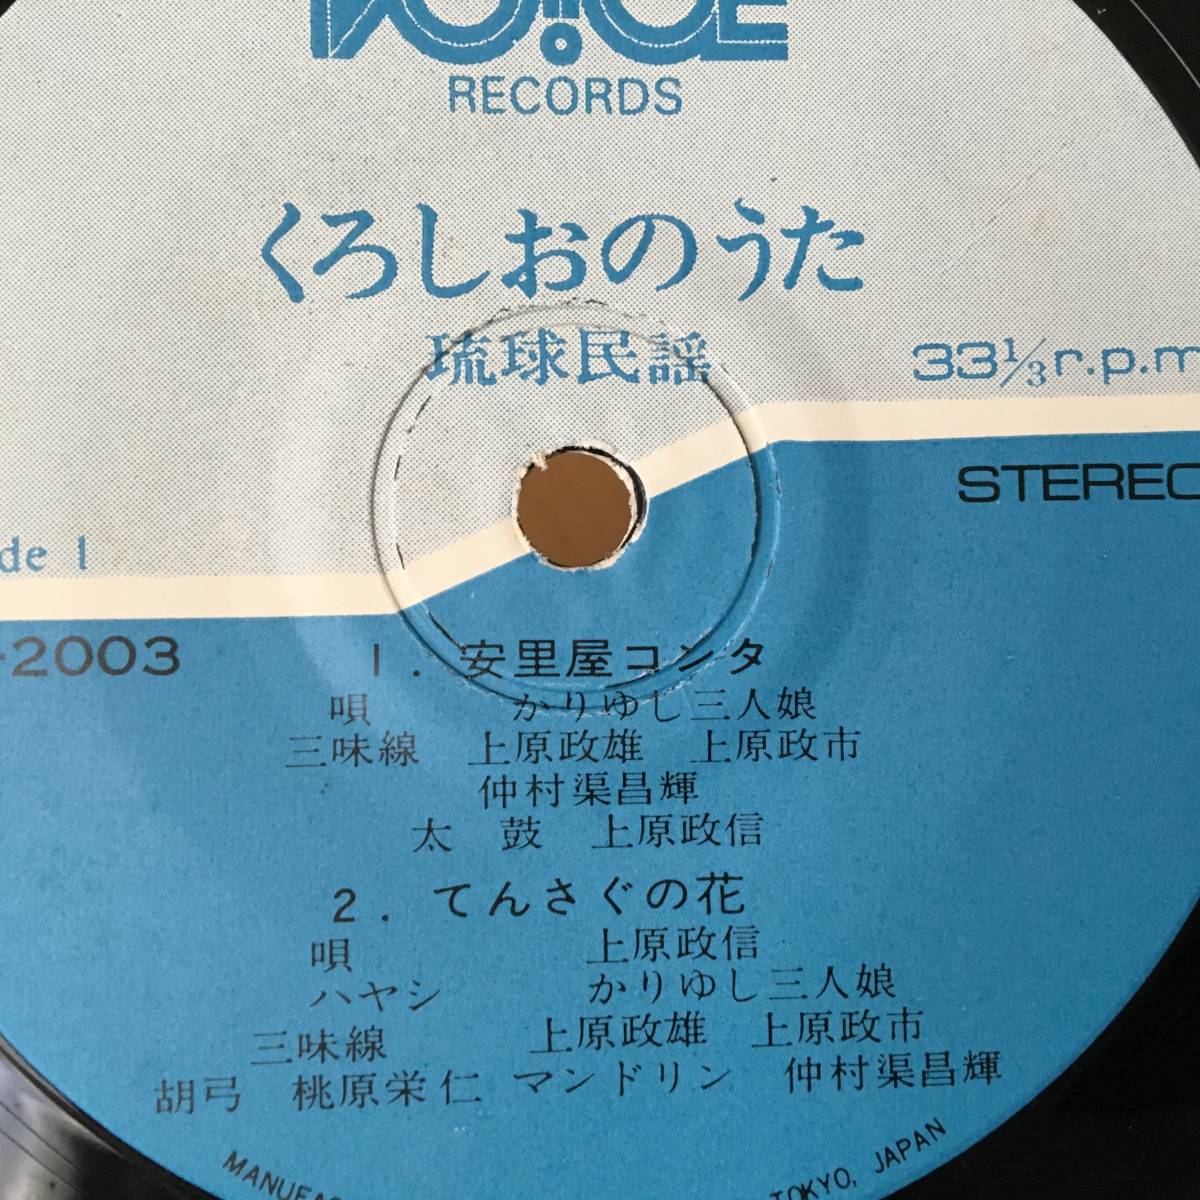 VOICE
RECORDS
くろしおのうた
琉球民謡
33⅓r.p.m
STEREO
de 1
-2003
1. 安里屋コンタ
唄 かりゆし三人娘
三味線 上原政雄 上原政市
仲村渠昌輝
太鼓 上原政信
2. てんさぐの花
唄 上原政信
ハヤシ かりゆし三人娘
三味線 上原政雄 上原政市
胡弓 桃原栄仁 マンドリン 仲村渠昌輝
MANUFAC
TOKYO, JAPAN